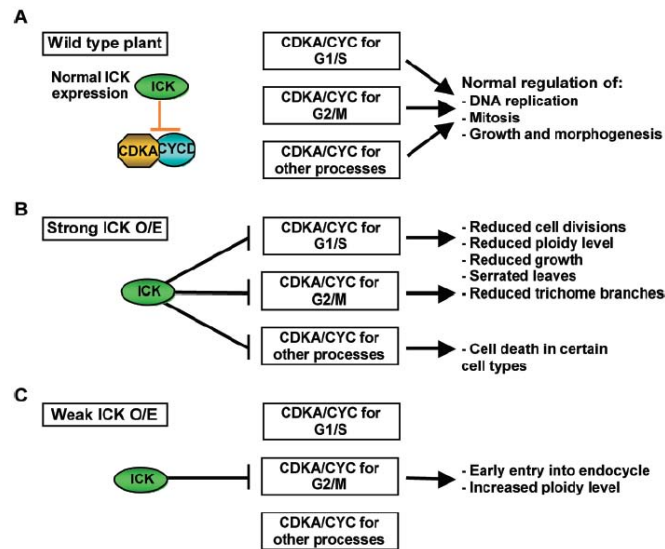 A
Wild type plant
Normal ICK
expression
ICK
CDKA
CYCD
CDKA/CYC for
G1/S
CDKA/CYC for
G2/M
CDKA/CYC for
other processes
Normal regulation of:
- DNA replication
- Mitosis
- Growth and morphogenesis
B
Strong ICK O/E
ICK
CDKA/CYC for
G1/S
CDKA/CYC for
G2/M
CDKA/CYC for
other processes
- Reduced cell divisions
- Reduced ploidy level
- Reduced growth
- Serrated leaves
- Reduced trichome branches
- Cell death in certain
cell types
C
Weak ICK O/E
ICK
CDKA/CYC for
G1/S
CDKA/CYC for
G2/M
CDKA/CYC for
other processes
- Early entry into endocycle
- Increased ploidy level